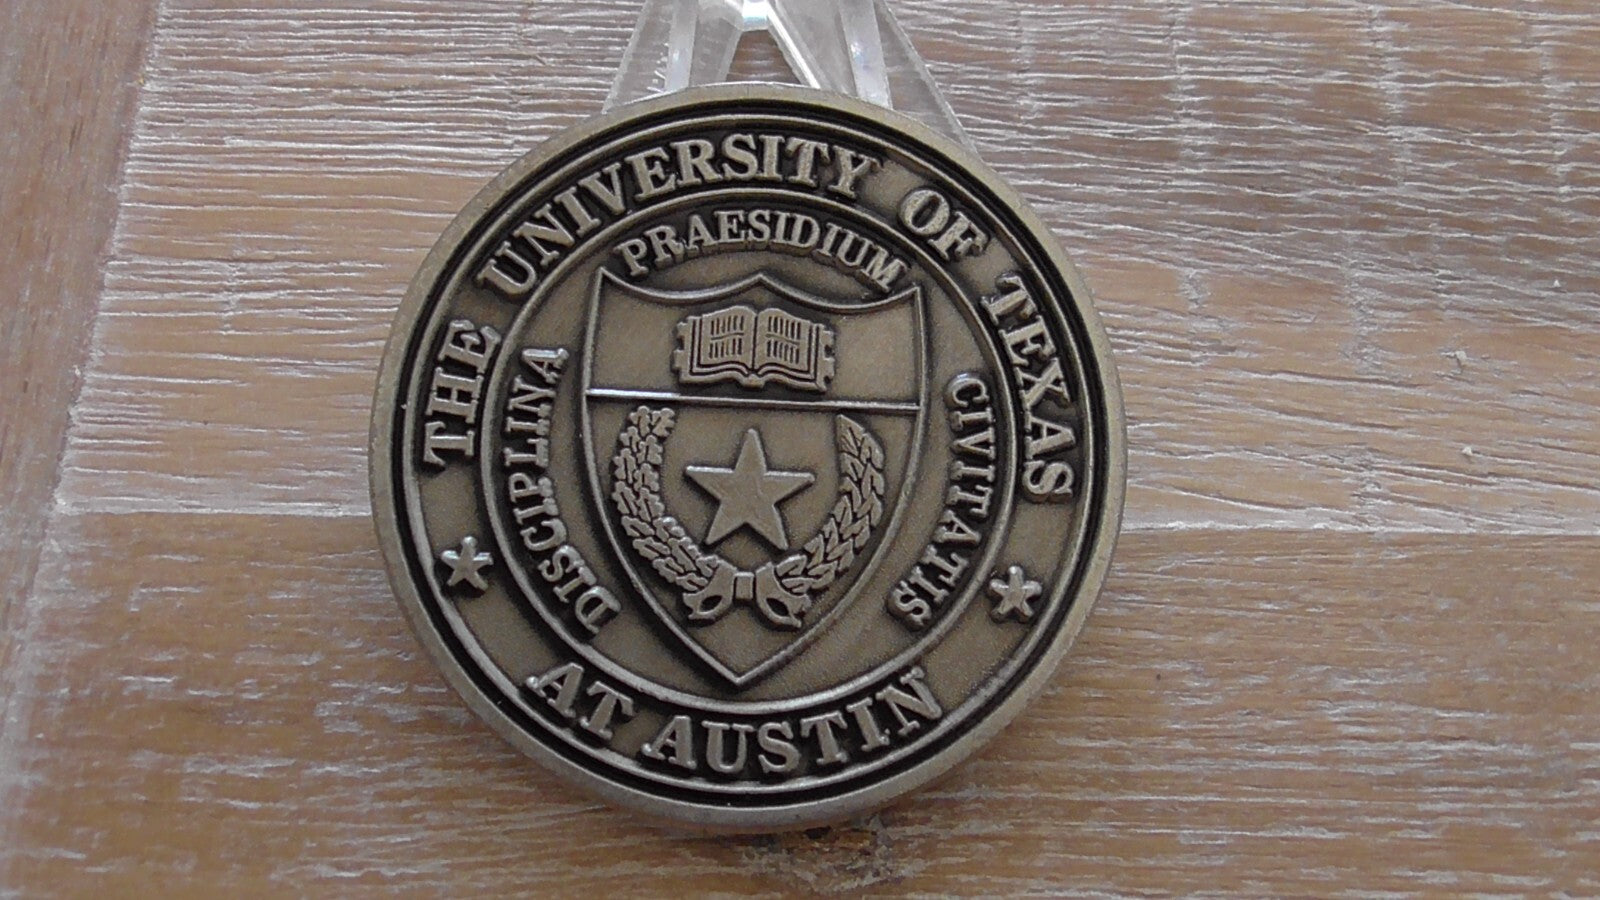 THE UNIVERSITY OF TEXAS
AT AUSTIN
DISCIPLINA PRAESIDIUM CIVITATIS